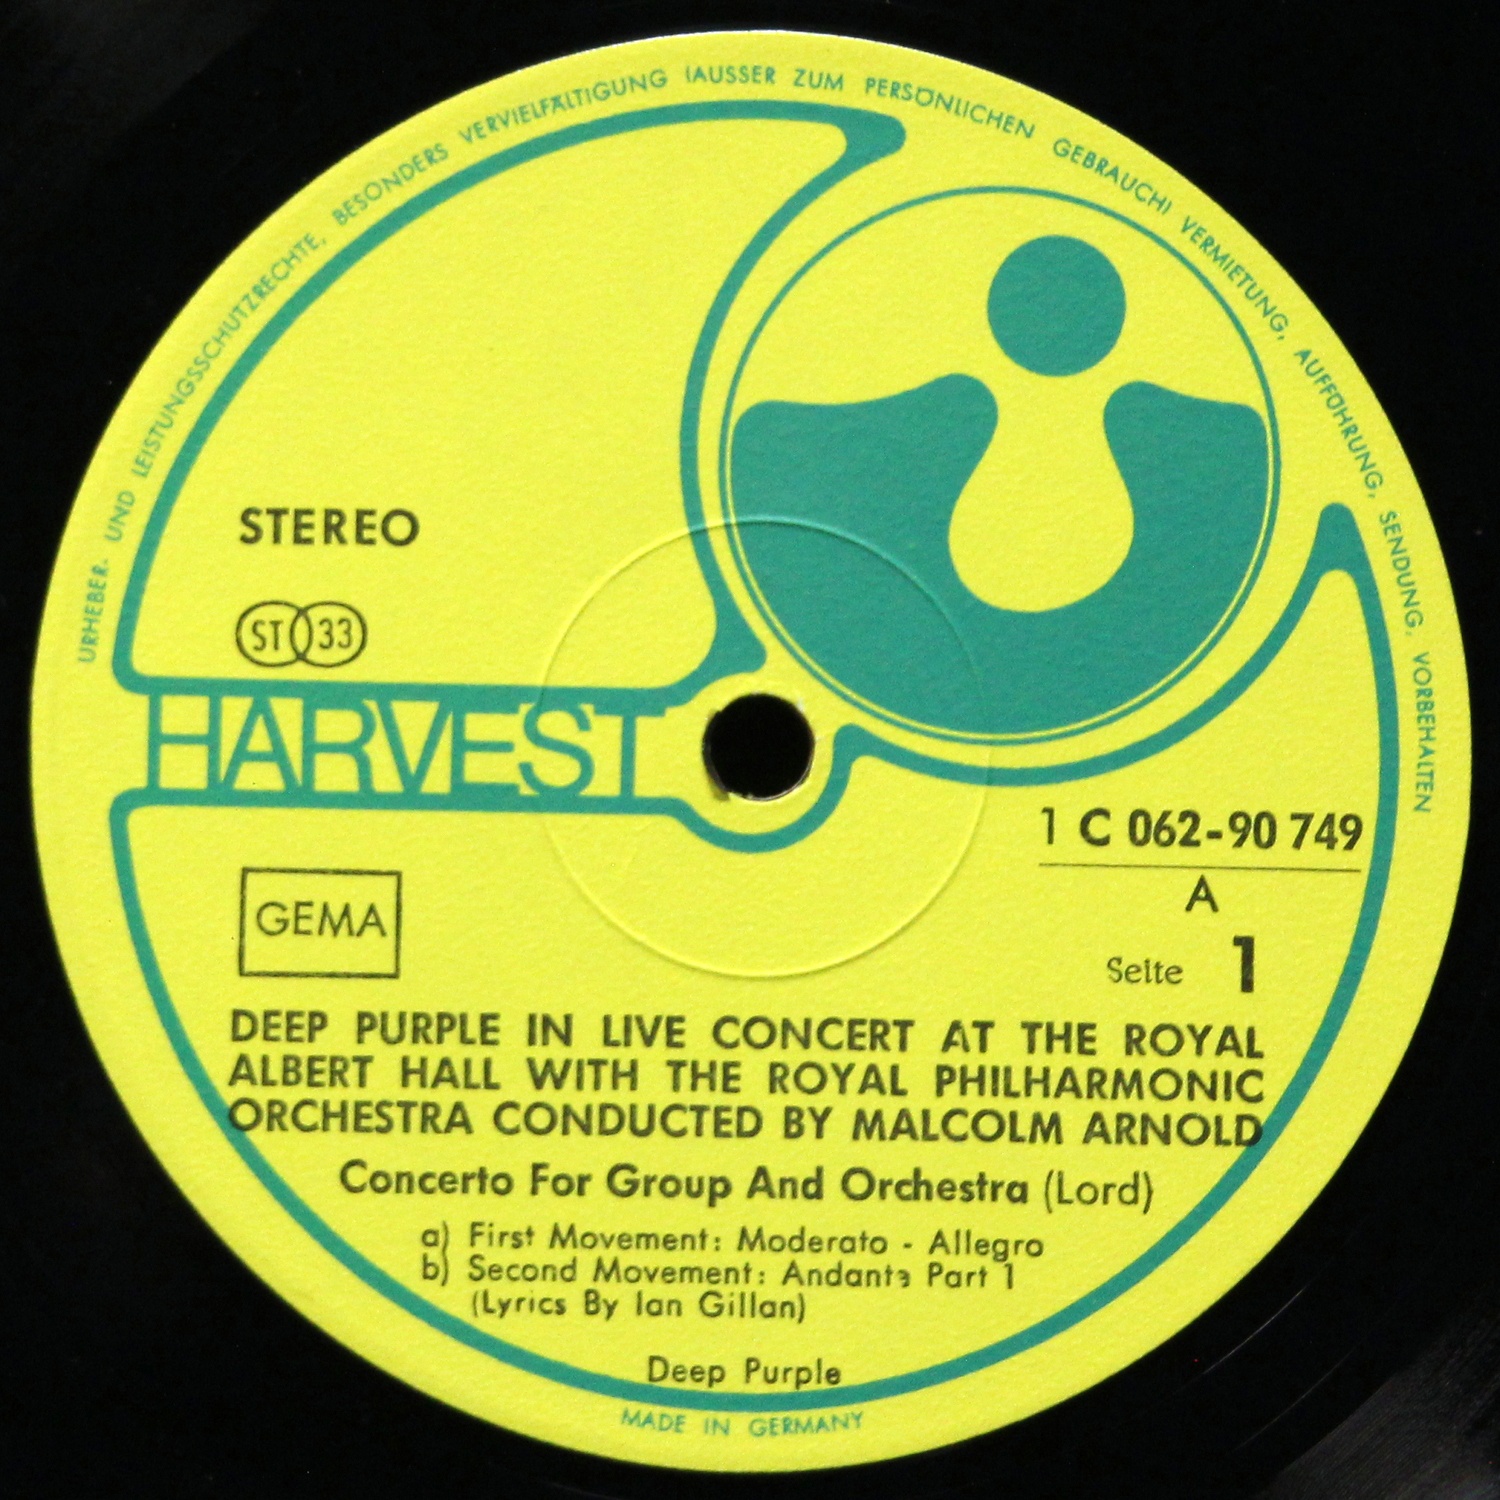 URHEBER- UND LEISTUNGSSCHUTZRECHTE, BESONDERS VERVIELFÄLTIGUNG (AUSSER ZUM PERSÖNLICHEN GEBRAUCH) VERMIETUNG, AUFFÜHRUNG, SENDUNG, VORBEHALTEN
STEREO
ST 33
HARVEST
1 C 062-90 749
A
Seite 1
GEMA
DEEP PURPLE IN LIVE CONCERT AT THE ROYAL
ALBERT HALL WITH THE ROYAL PHILHARMONIC
ORCHESTRA CONDUCTED BY MALCOLM ARNOLD
Concerto For Group And Orchestra (Lord)
a) First Movement: Moderato - Allegro
b) Second Movement: Andante Part 1
(Lyrics By Ian Gillan)
Deep Purple
MADE IN GERMANY